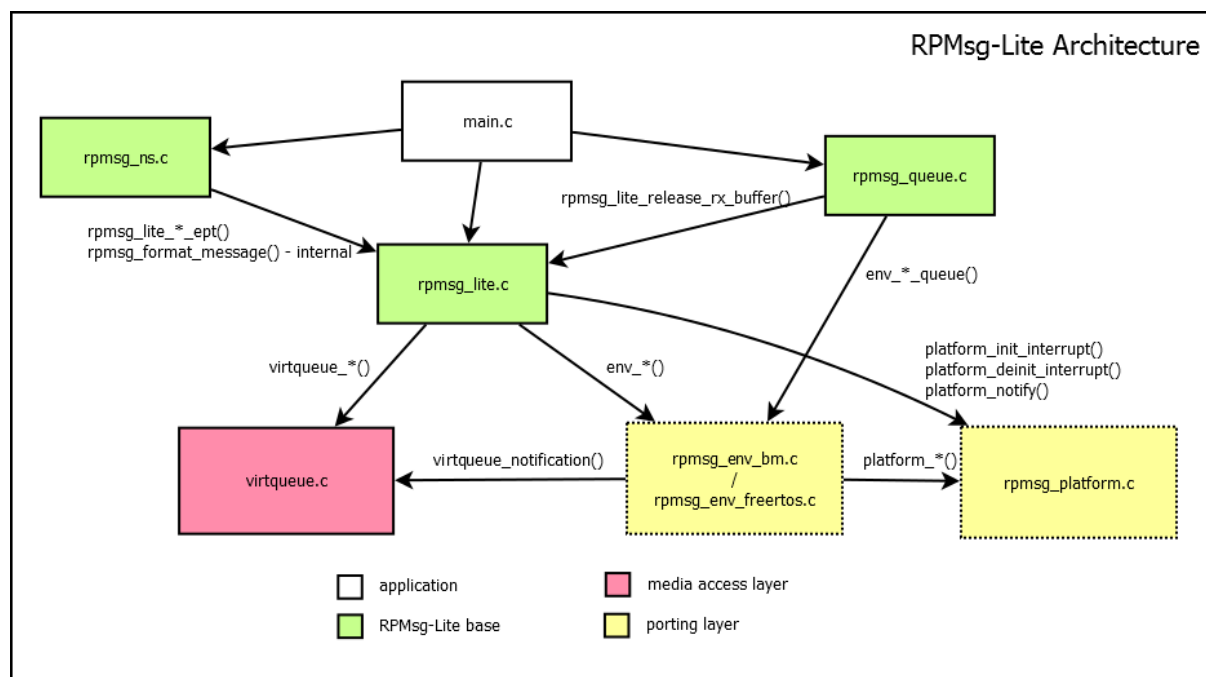 RPMsg-Lite Architecture
main.c
rpmsg_ns.c
rpmsg_queue.c
rpmsg_lite_release_rx_buffer()
rpmsg_lite_*_ept()
rpmsg_format_message() - internal
rpmsg_lite.c
env_*_queue()
virtqueue_*()
env_*()
platform_init_interrupt()
platform_deinit_interrupt()
platform_notify()
virtqueue.c
virtqueue_notification()
rpmsg_env_bm.c
/
rpmsg_env_freertos.c
platform_*()
rpmsg_platform.c
application
media access layer
RPMsg-Lite base
porting layer